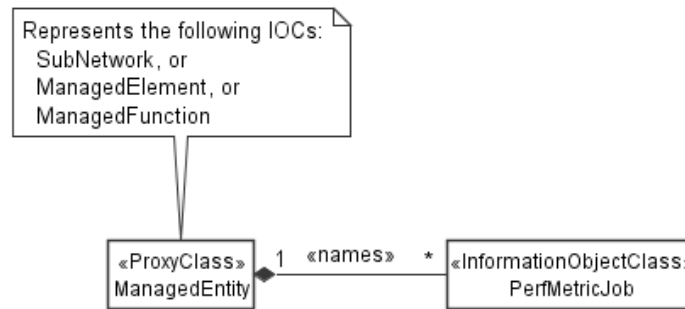 Represents the following IOCs:
SubNetwork, or
ManagedElement, or
ManagedFunction
«ProxyClass»
ManagedEntity
1 «names» *
«InformationObjectClass»
PerfMetricJob